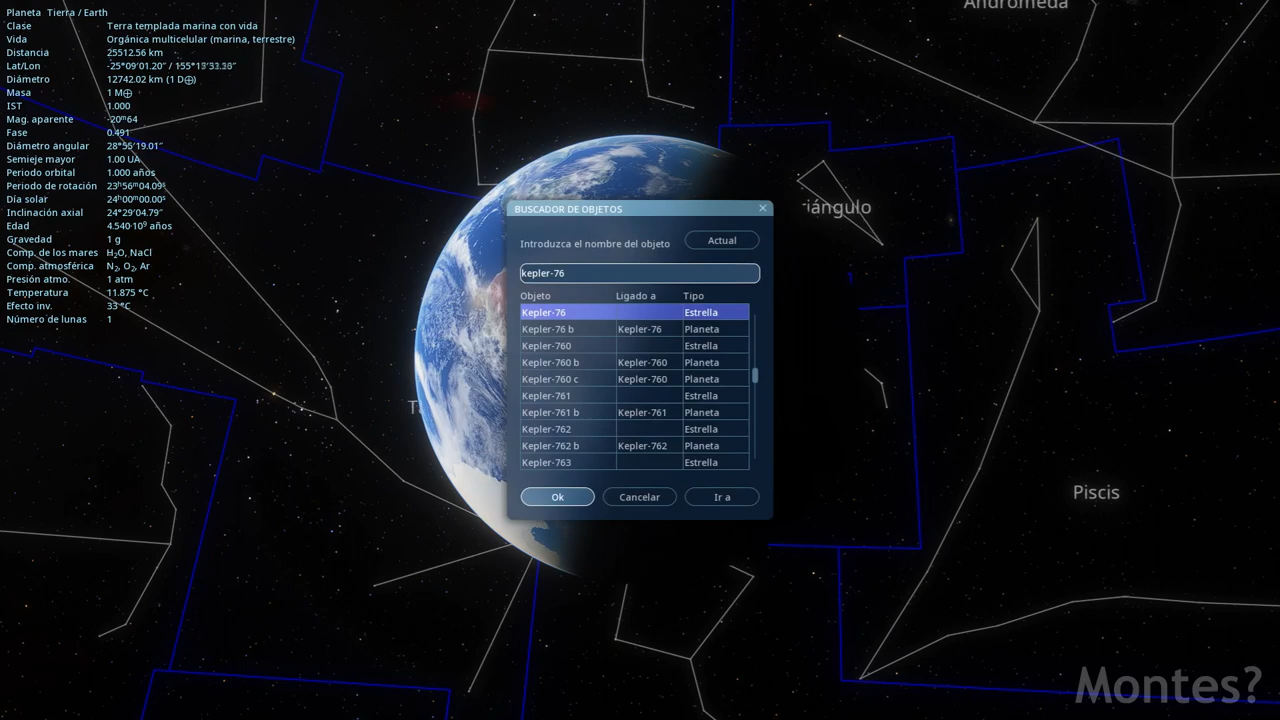 Planeta Tierra / Earth
Clase Terra templada marina con vida
Vida Orgánica multicelular (marina, terrestre)
Distancia 25512.56 km
Lat/Lon -25°09′01.20″ / 155°13′53.38″
Diámetro 12742.02 km (1 D⊕)
Masa 1 M⊕
IST 1.000
Mag. aparente -20ᵐ64
Fase 0.491
Diámetro angular 28°55′19.01″
Semieje mayor 1.00 UA
Periodo orbital 1.000 años
Periodo de rotación 23ʰ56ᵐ04.09ˢ
Día solar 24ʰ00ᵐ00.00ˢ
Inclinación axial 24°29′04.79″
Edad 4.540·10⁹ años
Gravedad 1 g
Comp. de los mares H₂O, NaCl
Comp. atmosférica N₂, O₂, Ar
Presión atmo. 1 atm
Temperatura 11.875 °C
Efecto inv. 33 °C
Número de lunas 1
Andrómeda
riángulo
BUSCADOR DE OBJETOS
Introduzca el nombre del objeto Actual
kepler-76
Objeto Ligado a Tipo
Kepler-76 Estrella
Kepler-76 b Kepler-76 Planeta
Kepler-760 Estrella
Kepler-760 b Kepler-760 Planeta
Kepler-760 c Kepler-760 Planeta
Kepler-761 Estrella
Kepler-761 b Kepler-761 Planeta
Kepler-762 Estrella
Kepler-762 b Kepler-762 Planeta
Kepler-763 Estrella
Ok Cancelar Ir a
Piscis
Montes?